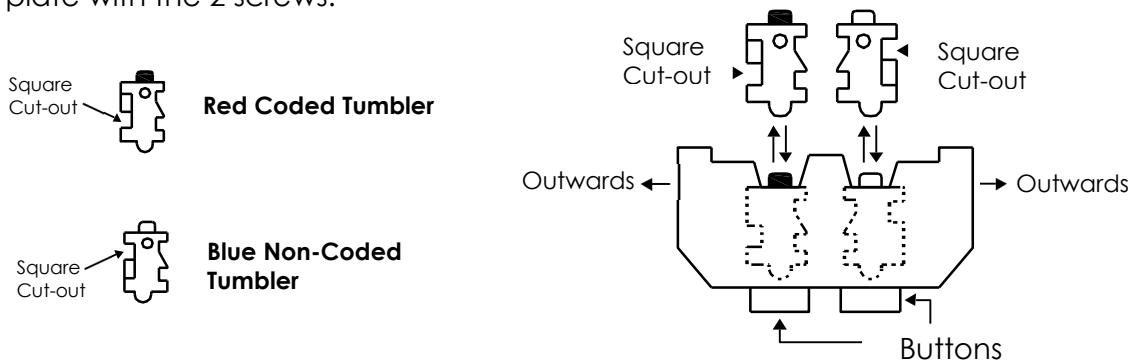 plate with the 2 screws.
Square
Cut-out
Red Coded Tumbler
Square
Cut-out
Blue Non-Coded
Tumbler
Square
Cut-out
Square
Cut-out
Outwards
Outwards
Buttons